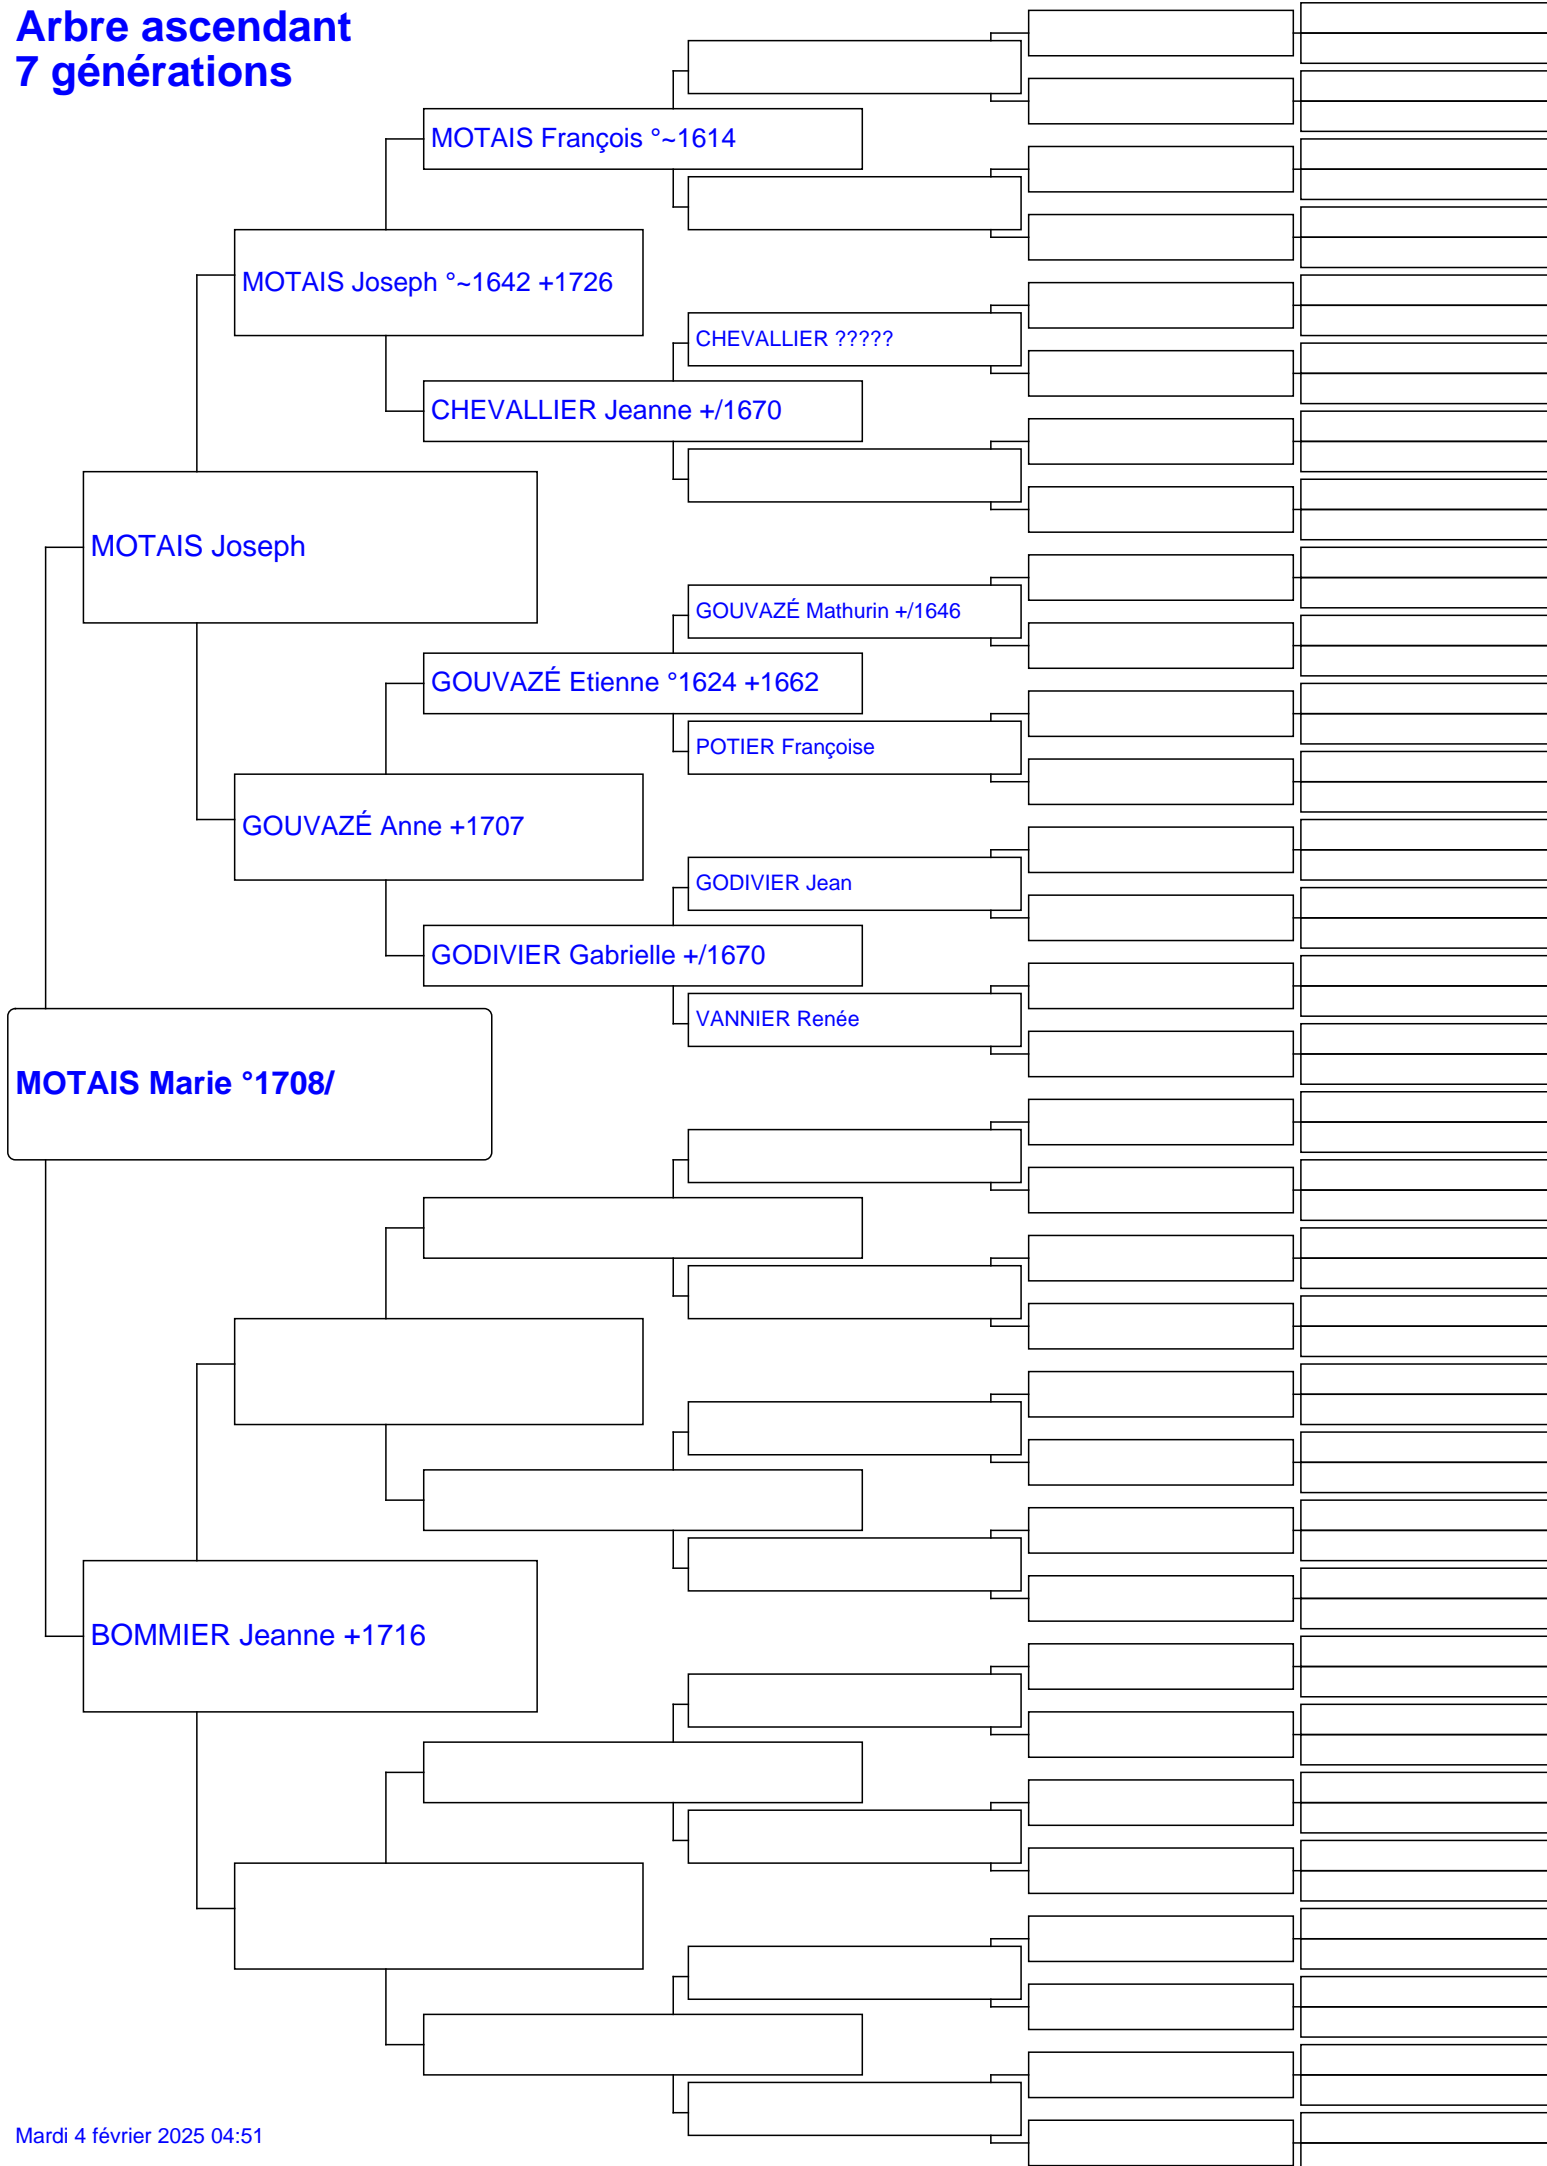 Arbre ascendant
7 générations
MOTAIS François °~1614
MOTAIS Joseph °~1642 +1726
CHEVALLIER ?????
CHEVALLIER Jeanne +/1670
MOTAIS Joseph
GOUVAZÉ Mathurin +/1646
GOUVAZÉ Etienne °1624 +1662
POTIER Françoise
GOUVAZÉ Anne +1707
GODIVIER Jean
GODIVIER Gabrielle +/1670
VANNIER Renée
MOTAIS Marie °1708/
BOMMIER Jeanne +1716
Mardi 4 février 2025 04:51